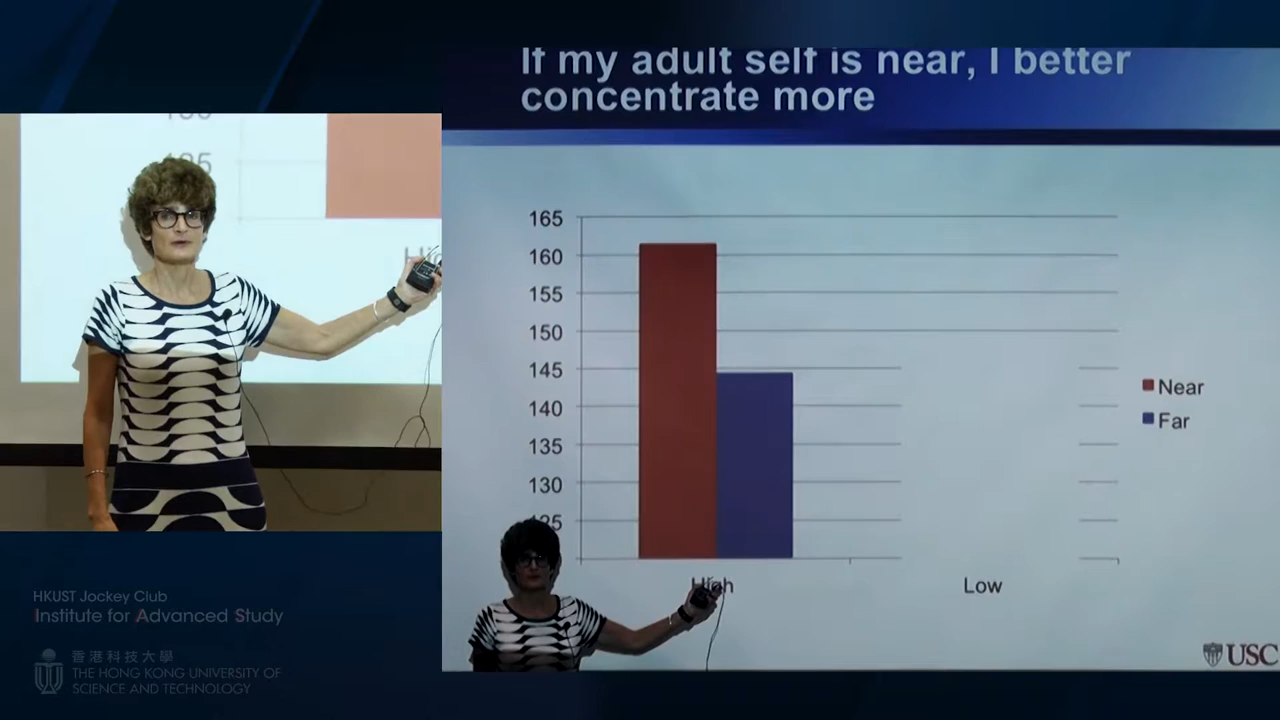 If my adult self is near, I better
concentrate more
165
160
155
150
145
140
135
130
125
High
Low
Near
Far
USC
HKUST Jockey Club
Institute for Advanced Study
香港科技大學
THE HONG KONG UNIVERSITY OF
SCIENCE AND TECHNOLOGY